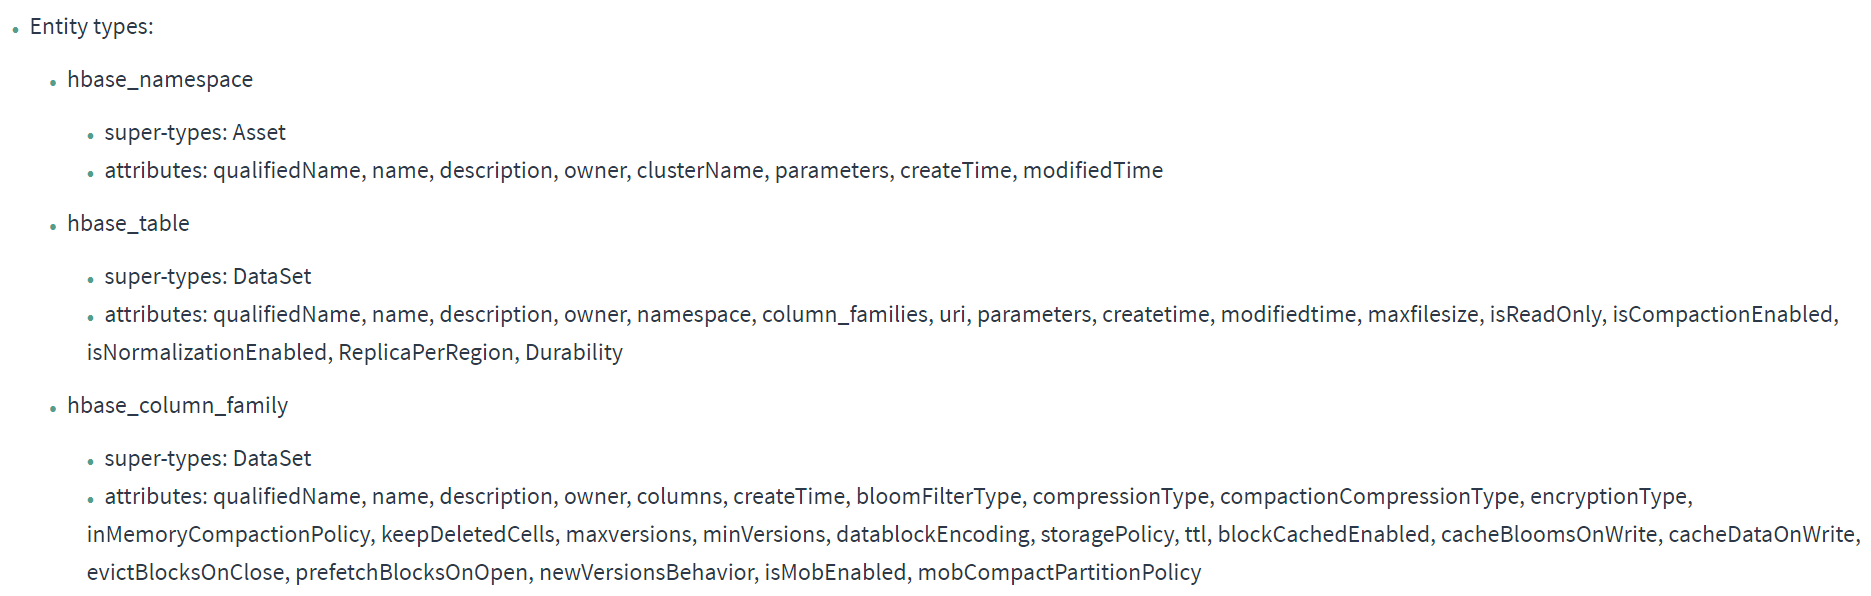 Entity types:
hbase_namespace
super-types: Asset
attributes: qualifiedName, name, description, owner, clusterName, parameters, createTime, modifiedTime
hbase_table
super-types: DataSet
attributes: qualifiedName, name, description, owner, namespace, column_families, uri, parameters, createtime, modifiedtime, maxfilesize, isReadOnly, isCompactionEnabled,
isNormalizationEnabled, ReplicaPerRegion, Durability
hbase_column_family
super-types: DataSet
attributes: qualifiedName, name, description, owner, columns, createTime, bloomFilterType, compressionType, compactionCompressionType, encryptionType,
inMemoryCompactionPolicy, keepDeletedCells, maxversions, minVersions, datablockEncoding, storagePolicy, ttl, blockCachedEnabled, cacheBloomsOnWrite, cacheDataOnWrite,
evictBlocksOnClose, prefetchBlocksOnOpen, newVersionsBehavior, isMobEnabled, mobCompactPartitionPolicy